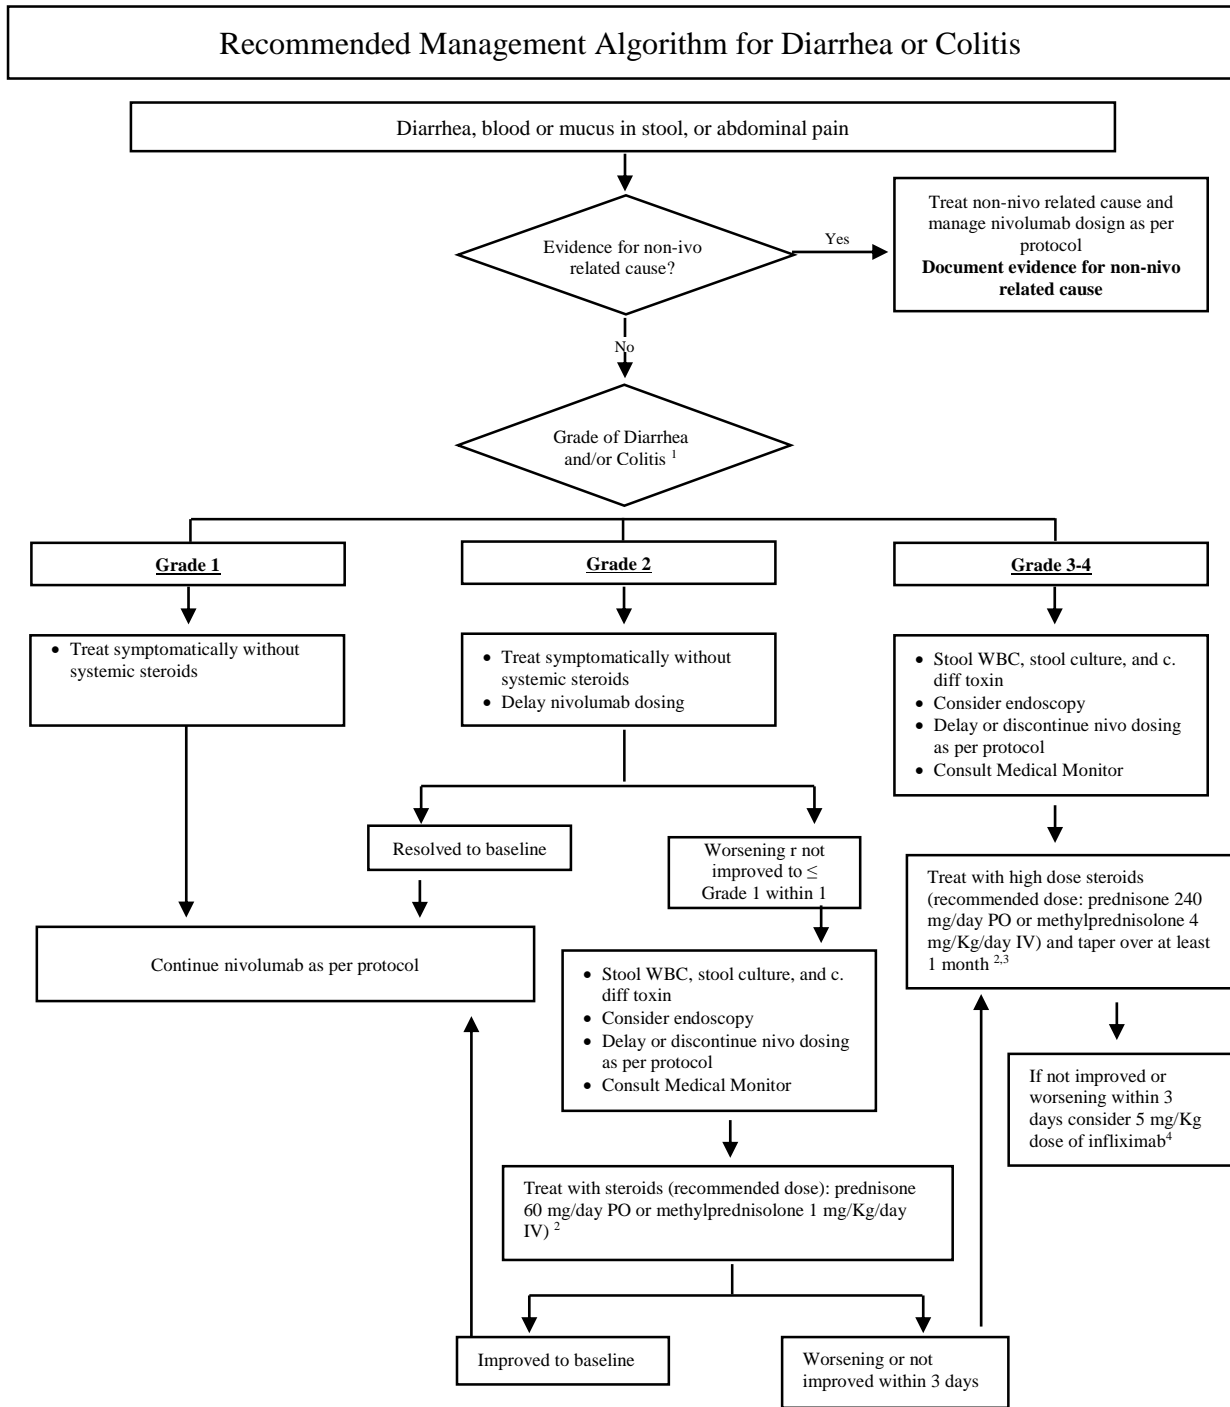 Recommended Management Algorithm for Diarrhea or Colitis
Diarrhea, blood or mucus in stool, or abdominal pain
Evidence for non-ivo
related cause?
Yes
Treat non-nivo related cause and
manage nivolumab dosign as per
protocol
Document evidence for non-nivo
related cause
No
Grade of Diarrhea
and/or Colitis 1
Grade 1
Grade 2
Grade 3-4
• Treat symptomatically without
systemic steroids
• Treat symptomatically without
systemic steroids
• Delay nivolumab dosing
• Stool WBC, stool culture, and c.
diff toxin
• Consider endoscopy
• Delay or discontinue nivo dosing
as per protocol
• Consult Medical Monitor
Resolved to baseline
Worsening r not
improved to ≤
Grade 1 within 1
Treat with high dose steroids
(recommended dose: prednisone 240
mg/day PO or methylprednisolone 4
mg/Kg/day IV) and taper over at least
1 month 2,3
Continue nivolumab as per protocol
• Stool WBC, stool culture, and c.
diff toxin
• Consider endoscopy
• Delay or discontinue nivo dosing
as per protocol
• Consult Medical Monitor
If not improved or
worsening within 3
days consider 5 mg/Kg
dose of infliximab4
Treat with steroids (recommended dose): prednisone
60 mg/day PO or methylprednisolone 1 mg/Kg/day
IV) 2
Improved to baseline
Worsening or not
improved within 3 days